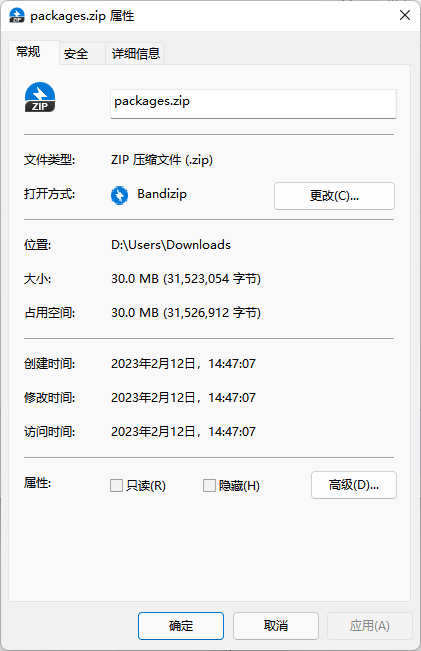 packages.zip 属性
常规 安全 详细信息
ZIP
packages.zip
文件类型: ZIP 压缩文件 (.zip)
打开方式: Bandizip 更改(C)...
位置: D:\Users\Downloads
大小: 30.0 MB (31,523,054 字节)
占用空间: 30.0 MB (31,526,912 字节)
创建时间: 2023年2月12日，14:47:07
修改时间: 2023年2月12日，14:47:07
访问时间: 2023年2月12日，14:47:07
属性: 只读(R) 隐藏(H) 高级(D)...
确定 取消 应用(A)